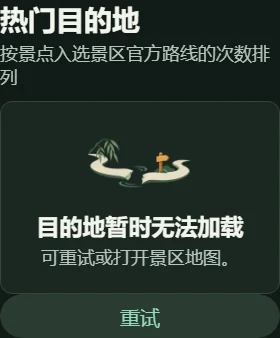 热门目的地
按景点入选景区官方路线的次数排
列
目的地暂时无法加载
可重试或打开景区地图。
重试